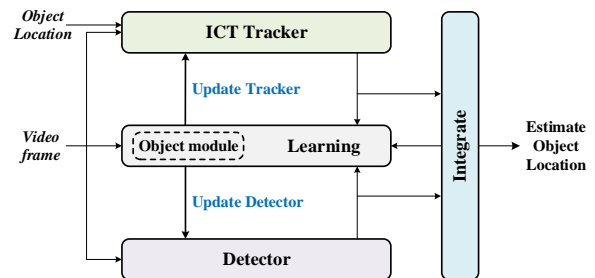 Object
Location
ICT Tracker
Update Tracker
Video
frame
Object module
Learning
Integrate
Estimate
Object
Location
Update Detector
Detector